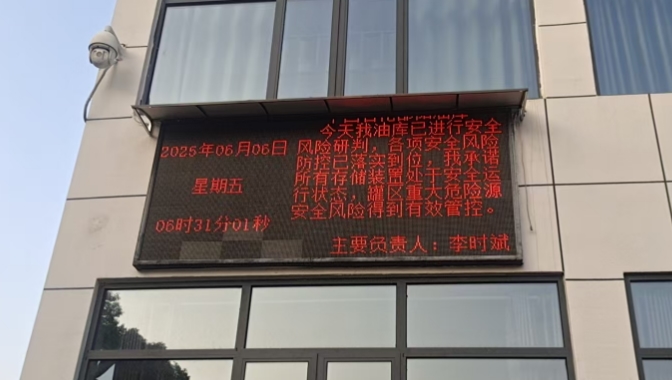 2025年06月06日
星期五
06时31分01秒
今天我油库已进行安全
风险研判，各项安全风险
防控已落实到位，我承诺
所有存储装置处于安全运
行状态，罐区重大危险源
安全风险得到有效管控。
主要负责人：李时斌